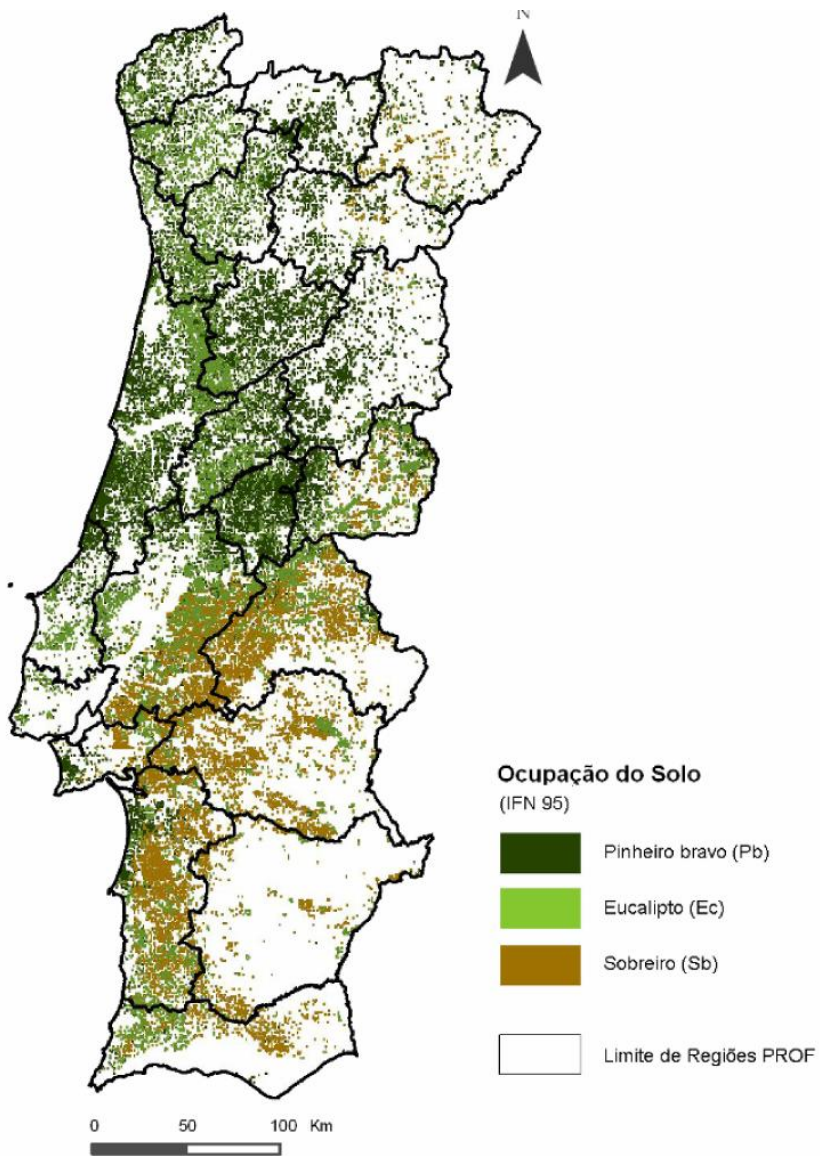 N
Ocupação do Solo
(IFN 95)
Pinheiro bravo (Pb)
Eucalipto (Ec)
Sobreiro (Sb)
Limite de Regiões PROF
0 50 100 Km